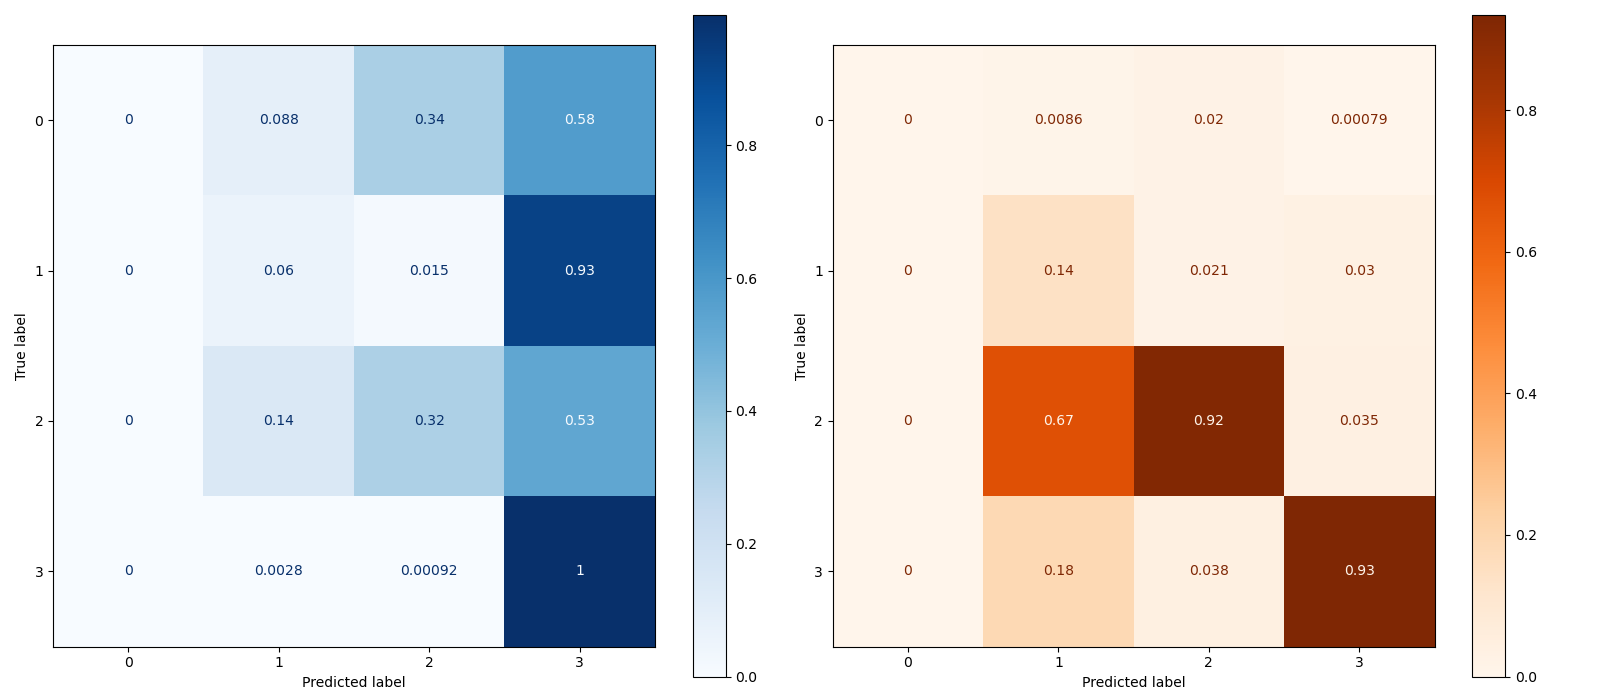 0 0 0.088 0.34 0.58
1 0 0.06 0.015 0.93
2 0 0.14 0.32 0.53
3 0 0.0028 0.00092 1
0 1 2 3
Predicted label
True label
0.8
0.6
0.4
0.2
0.0
0 0 0.0086 0.02 0.00079
1 0 0.14 0.021 0.03
2 0 0.67 0.92 0.035
3 0 0.18 0.038 0.93
0 1 2 3
Predicted label
True label
0.8
0.6
0.4
0.2
0.0